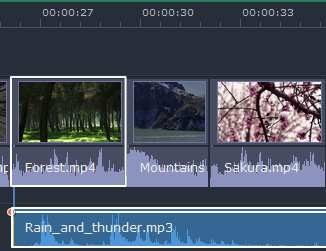 00:00:27 00:00:30 00:00:33
Forest.mp4 Mountains Sakura.mp4
Rain_and_thunder.mp3